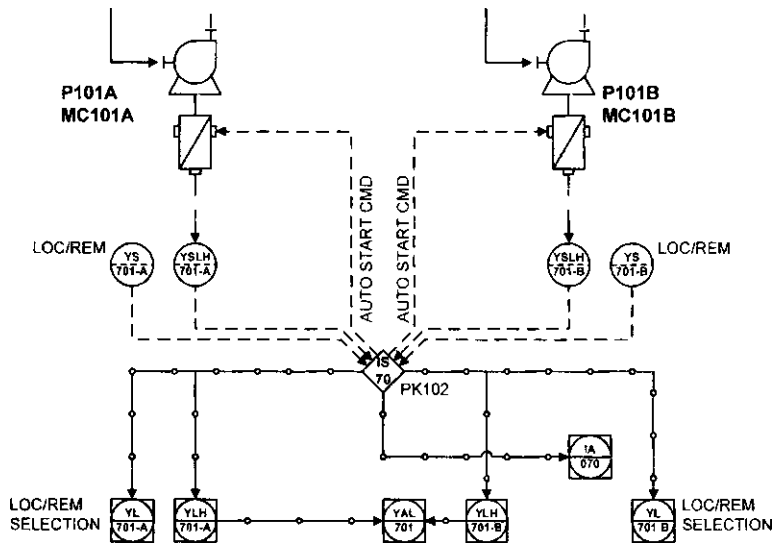 P101A
MC101A
P101B
MC101B
AUTO START CMD
AUTO START CMD
LOC/REM
YS
701-A
YSLH
701-A
YSLH
701-B
YS
701-B
LOC/REM
IS
70
PK102
IA
070
LOC/REM
SELECTION
YL
701-A
YLH
701-A
YAL
701
YLH
701-B
YL
701 B
LOC/REM
SELECTION